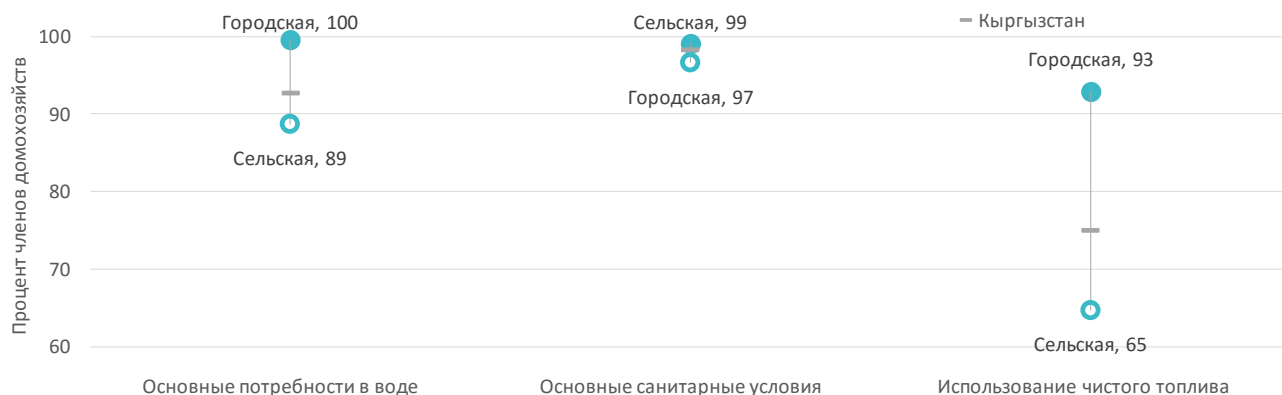 Городская, 100
Сельская, 99
Кыргызстан
100
Городская, 93
Городская, 97
90
Сельская, 89
80
70
Сельская, 65
60
Процент членов домохозяйств
Основные потребности в воде
Основные санитарные условия
Использование чистого топлива